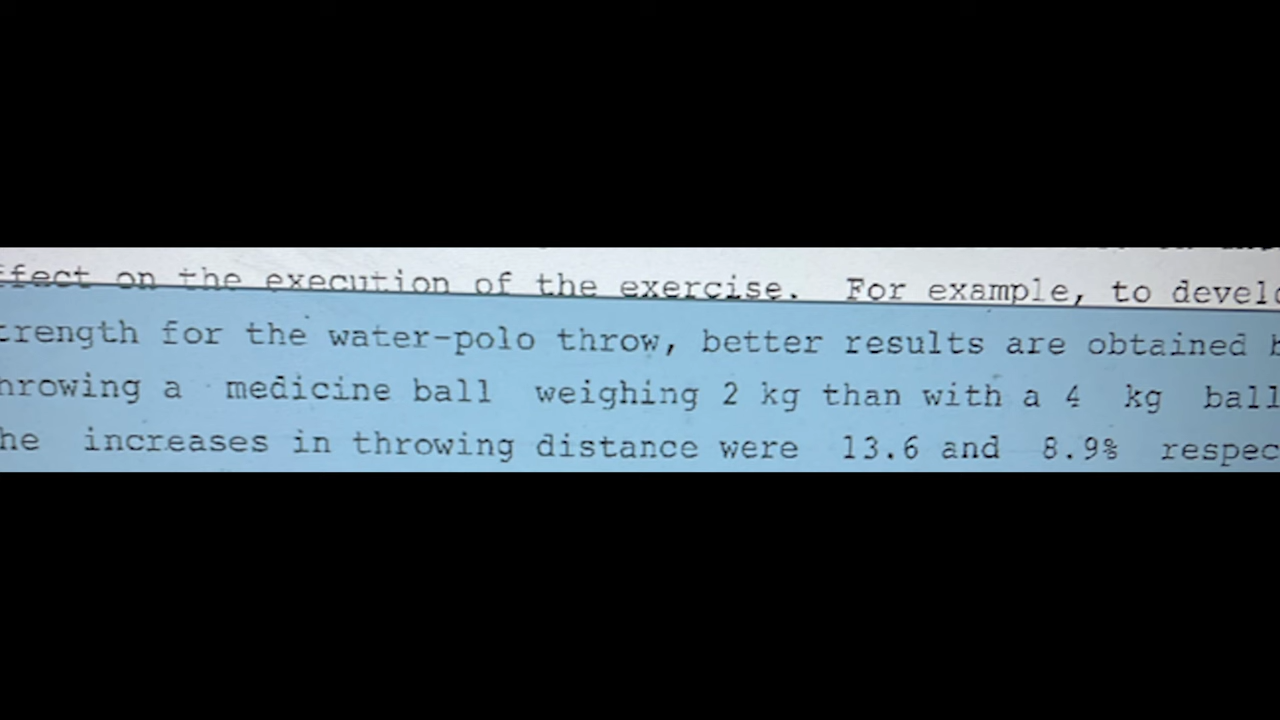 ffect on the execution of the exercise. For example, to develo
trength for the water-polo throw, better results are obtained b
hrowing a medicine ball weighing 2 kg than with a 4 kg ball
he increases in throwing distance were 13.6 and 8.9% respec